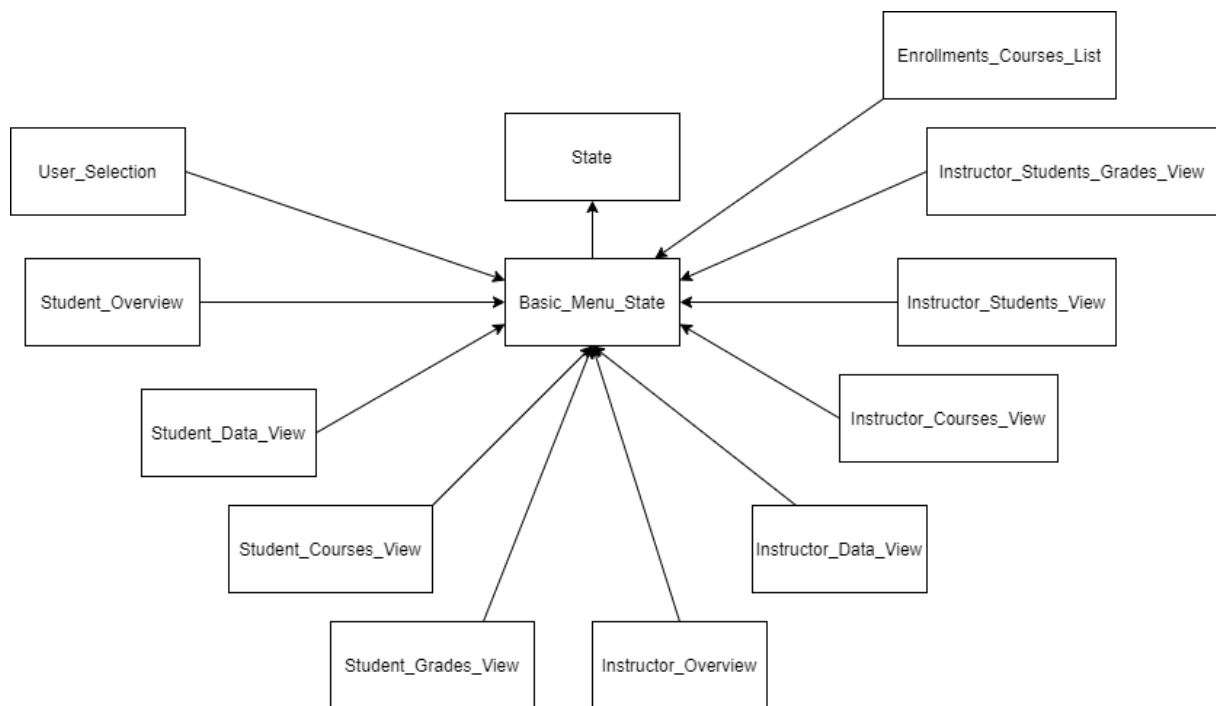 Enrollments_Courses_List
State
User_Selection
Instructor_Students_Grades_View
Student_Overview
Basic_Menu_State
Instructor_Students_View
Student_Data_View
Instructor_Courses_View
Student_Courses_View
Instructor_Data_View
Student_Grades_View
Instructor_Overview